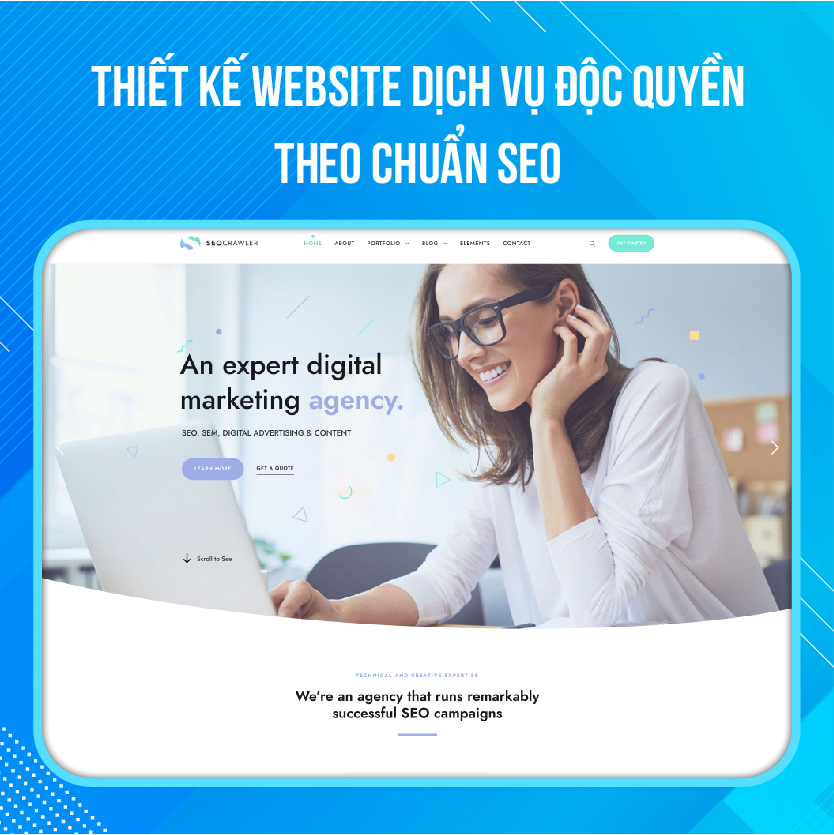 THIẾT KẾ WEBSITE DỊCH VỤ ĐỘC QUYỀN
THEO CHUẨN SEO
SEOCRAWLER HOME ABOUT PORTFOLIO BLOG ELEMENTS CONTACT GET STARTED
An expert digital
marketing agency.
SEO, SEM, DIGITAL ADVERTISING & CONTENT
LEARN MORE GET A QUOTE
Scroll to See
TECHNICAL AND CREATIVE EXPERTISE
We're an agency that runs remarkably
successful SEO campaigns